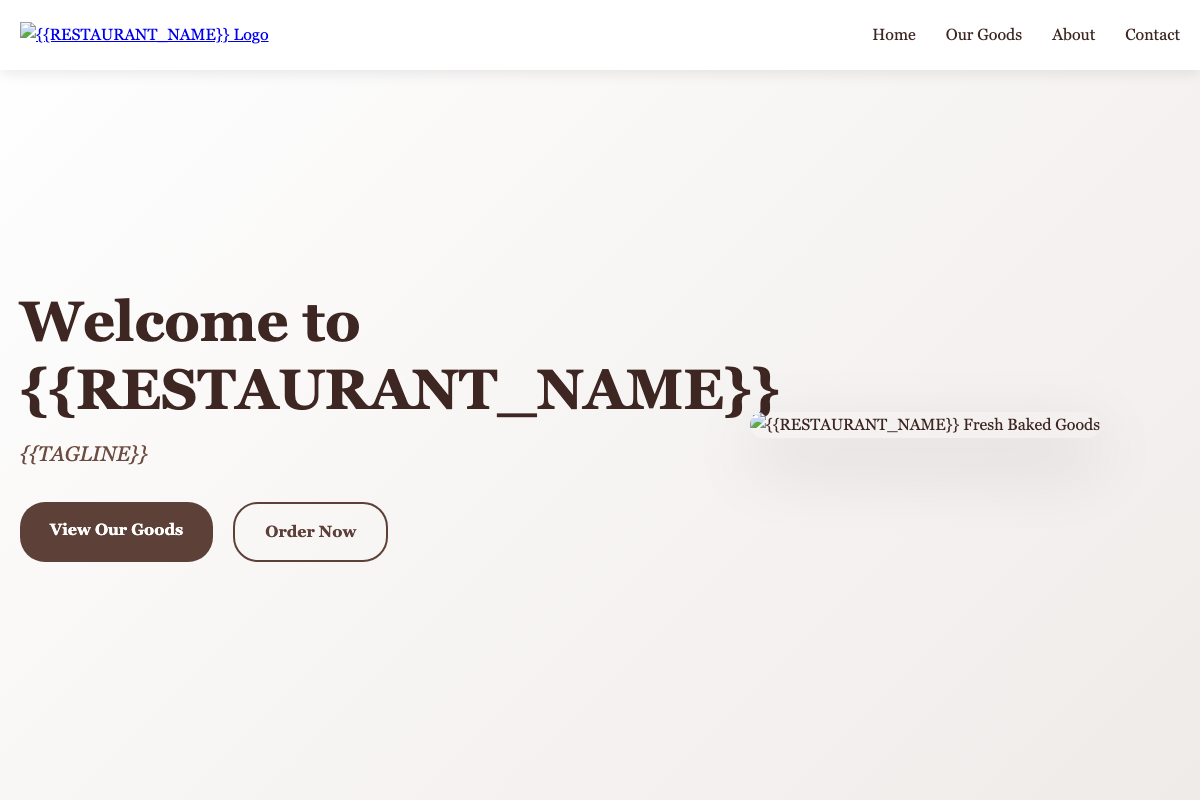 {{RESTAURANT_NAME}} Logo
Home
Our Goods
About
Contact
Welcome to
{{RESTAURANT_NAME}}
{{RESTAURANT_NAME}} Fresh Baked Goods
{{TAGLINE}}
View Our Goods
Order Now